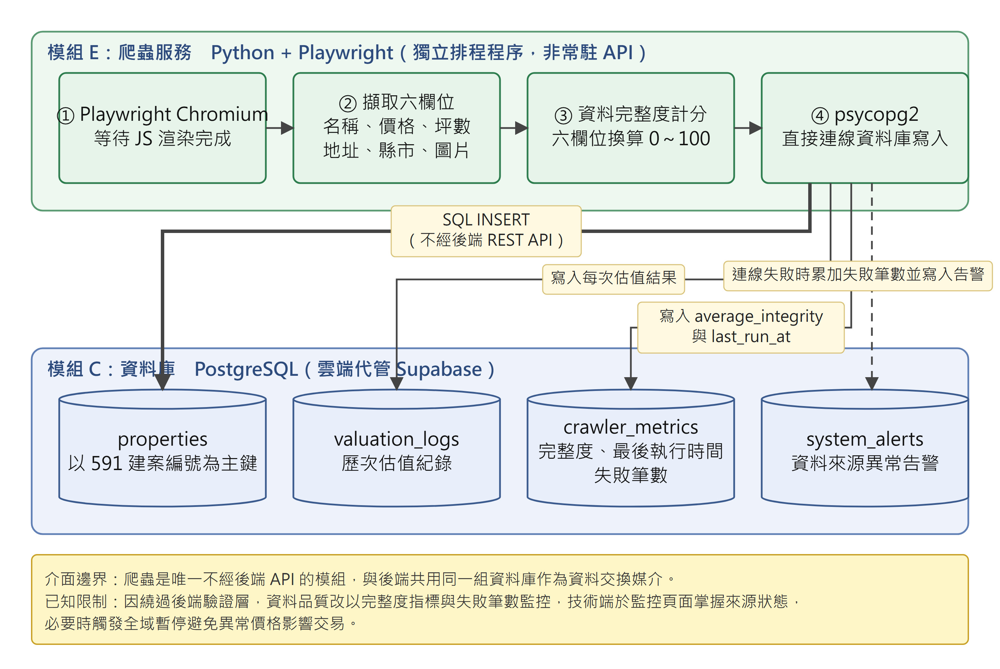 模組 E：爬蟲服務　Python + Playwright（獨立排程程序，非常駐 API）
① Playwright Chromium
等待 JS 渲染完成
② 擷取六欄位
名稱、價格、坪數
地址、縣市、圖片
③ 資料完整度計分
六欄位換算 0～100
④ psycopg2
直接連線資料庫寫入
SQL INSERT
（不經後端 REST API）
寫入每次估值結果
連線失敗時累加失敗筆數並寫入告警
寫入 average_integrity
與 last_run_at
模組 C：資料庫　PostgreSQL（雲端代管 Supabase）
properties
以 591 建案編號為主鍵
valuation_logs
歷次估值紀錄
crawler_metrics
完整度、最後執行時間
失敗筆數
system_alerts
資料來源異常告警
介面邊界：爬蟲是唯一不經後端 API 的模組，與後端共用同一組資料庫作為資料交換媒介。
已知限制：因繞過後端驗證層，資料品質改以完整度指標與失敗筆數監控，技術端於監控頁面掌握來源狀態，
必要時觸發全域暫停避免異常價格影響交易。